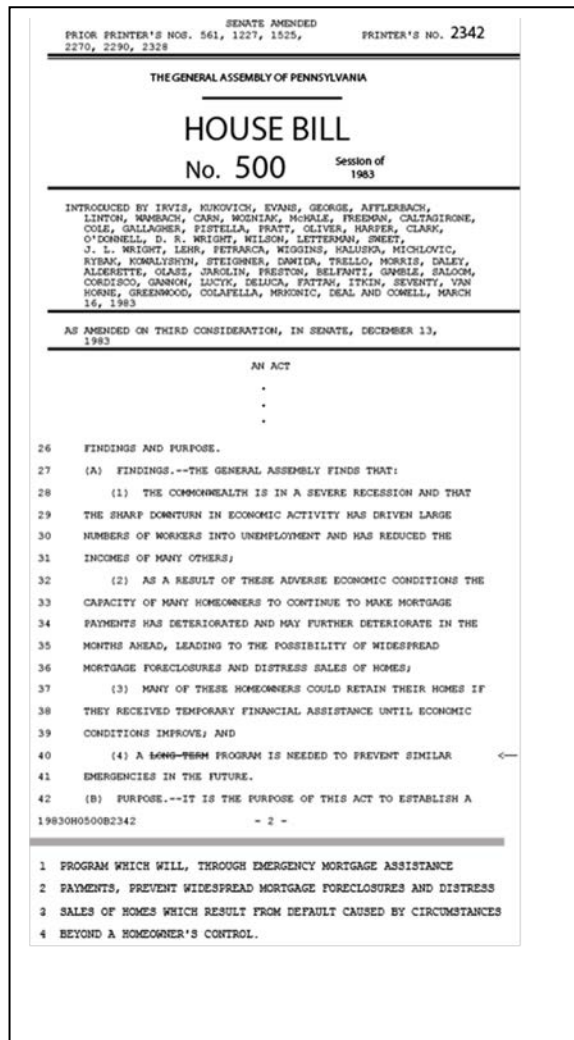 SENATE AMENDED
PRIOR PRINTER'S NOS. 561, 1227, 1525, PRINTER'S NO. 2342
2270, 2290, 2328
THE GENERAL ASSEMBLY OF PENNSYLVANIA
HOUSE BILL
No. 500 Session of
1983
INTRODUCED BY IRVIS, KUKOVICH, EVANS, GEORGE, AFFLERBACH,
LINTON, WAMBACH, CARN, WOZNIAK, McHALE, FREEMAN, CALTAGIRONE,
COLE, GALLAGHER, PISTELLA, PRATT, OLIVER, HARPER, CLARK,
O'DONNELL, D. R. WRIGHT, WILSON, LETTERMAN, SWEET,
J. L. WRIGHT, LEHR, PETRARCA, WIGGINS, HALUSKA, MICHLOVIC,
RYBAK, KOWALYSHYN, STEIGHNER, DAWIDA, TRELLO, MORRIS, DALEY,
ALDERETTE, OLASZ, JAROLIN, PRESTON, BELFANTI, GAMBLE, SALOOM,
CORDISCO, GANNON, LUCYK, DELUCA, FATTAH, ITKIN, SEVENTY, VAN
HORNE, GREENWOOD, COLAFELLA, MRKONIC, DEAL AND COWELL, MARCH
16, 1983
AS AMENDED ON THIRD CONSIDERATION, IN SENATE, DECEMBER 13,
1983
AN ACT
.
.
.
26 FINDINGS AND PURPOSE.
27 (A) FINDINGS.--THE GENERAL ASSEMBLY FINDS THAT:
28 (1) THE COMMONWEALTH IS IN A SEVERE RECESSION AND THAT
29 THE SHARP DOWNTURN IN ECONOMIC ACTIVITY HAS DRIVEN LARGE
30 NUMBERS OF WORKERS INTO UNEMPLOYMENT AND HAS REDUCED THE
31 INCOMES OF MANY OTHERS;
32 (2) AS A RESULT OF THESE ADVERSE ECONOMIC CONDITIONS THE
33 CAPACITY OF MANY HOMEOWNERS TO CONTINUE TO MAKE MORTGAGE
34 PAYMENTS HAS DETERIORATED AND MAY FURTHER DETERIORATE IN THE
35 MONTHS AHEAD, LEADING TO THE POSSIBILITY OF WIDESPREAD
36 MORTGAGE FORECLOSURES AND DISTRESS SALES OF HOMES;
37 (3) MANY OF THESE HOMEOWNERS COULD RETAIN THEIR HOMES IF
38 THEY RECEIVED TEMPORARY FINANCIAL ASSISTANCE UNTIL ECONOMIC
39 CONDITIONS IMPROVE; AND
40 (4) A LONG-TERM PROGRAM IS NEEDED TO PREVENT SIMILAR <—
41 EMERGENCIES IN THE FUTURE.
42 (B) PURPOSE.--IT IS THE PURPOSE OF THIS ACT TO ESTABLISH A
19830H0500B2342 - 2 -
1 PROGRAM WHICH WILL, THROUGH EMERGENCY MORTGAGE ASSISTANCE
2 PAYMENTS, PREVENT WIDESPREAD MORTGAGE FORECLOSURES AND DISTRESS
3 SALES OF HOMES WHICH RESULT FROM DEFAULT CAUSED BY CIRCUMSTANCES
4 BEYOND A HOMEOWNER'S CONTROL.